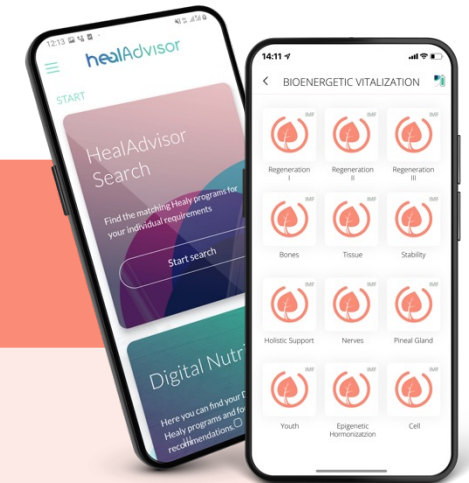 12:13
healAdvisor
START
HealAdvisor
Search
Find the matching Healy programs for
your individual requirements
Start search
Digital Nutri
Here you can find your D
Healy programs and fo
recommendations.
14:11
BIOENERGETIC VITALIZATION
IMF
IMF
IMF
Regeneration
I
Regeneration
II
Regeneration
III
IMF
IMF
IMF
Bones
Tissue
Stability
IMF
IMF
IMF
Holistic Support
Nerves
Pineal Gland
IMF
IMF
IMF
Youth
Epigenetic
Hormonizatzion
Cell